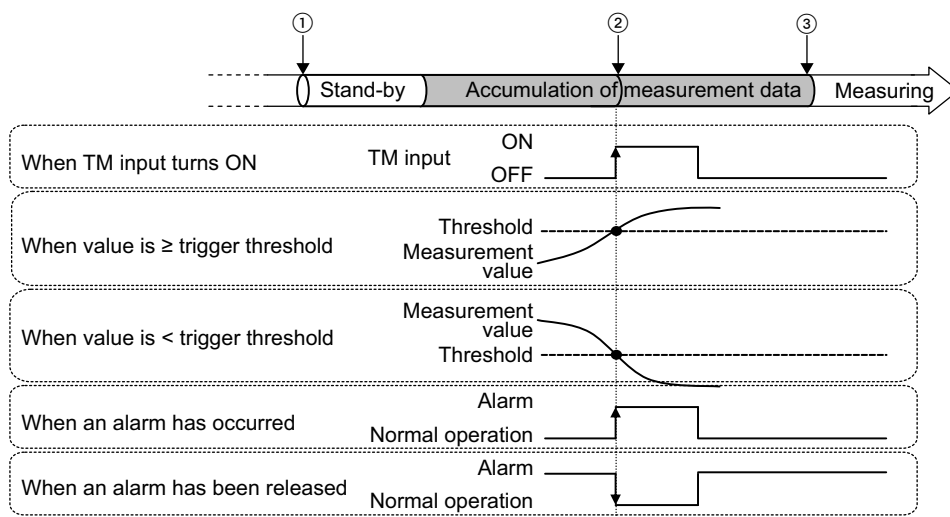 ① ② ③
Stand-by Accumulation of measurement data Measuring
When TM input turns ON TM input ON
OFF
When value is ≥ trigger threshold Threshold
Measurement
value
When value is < trigger threshold Measurement
value
Threshold
When an alarm has occurred Alarm
Normal operation
When an alarm has been released Alarm
Normal operation